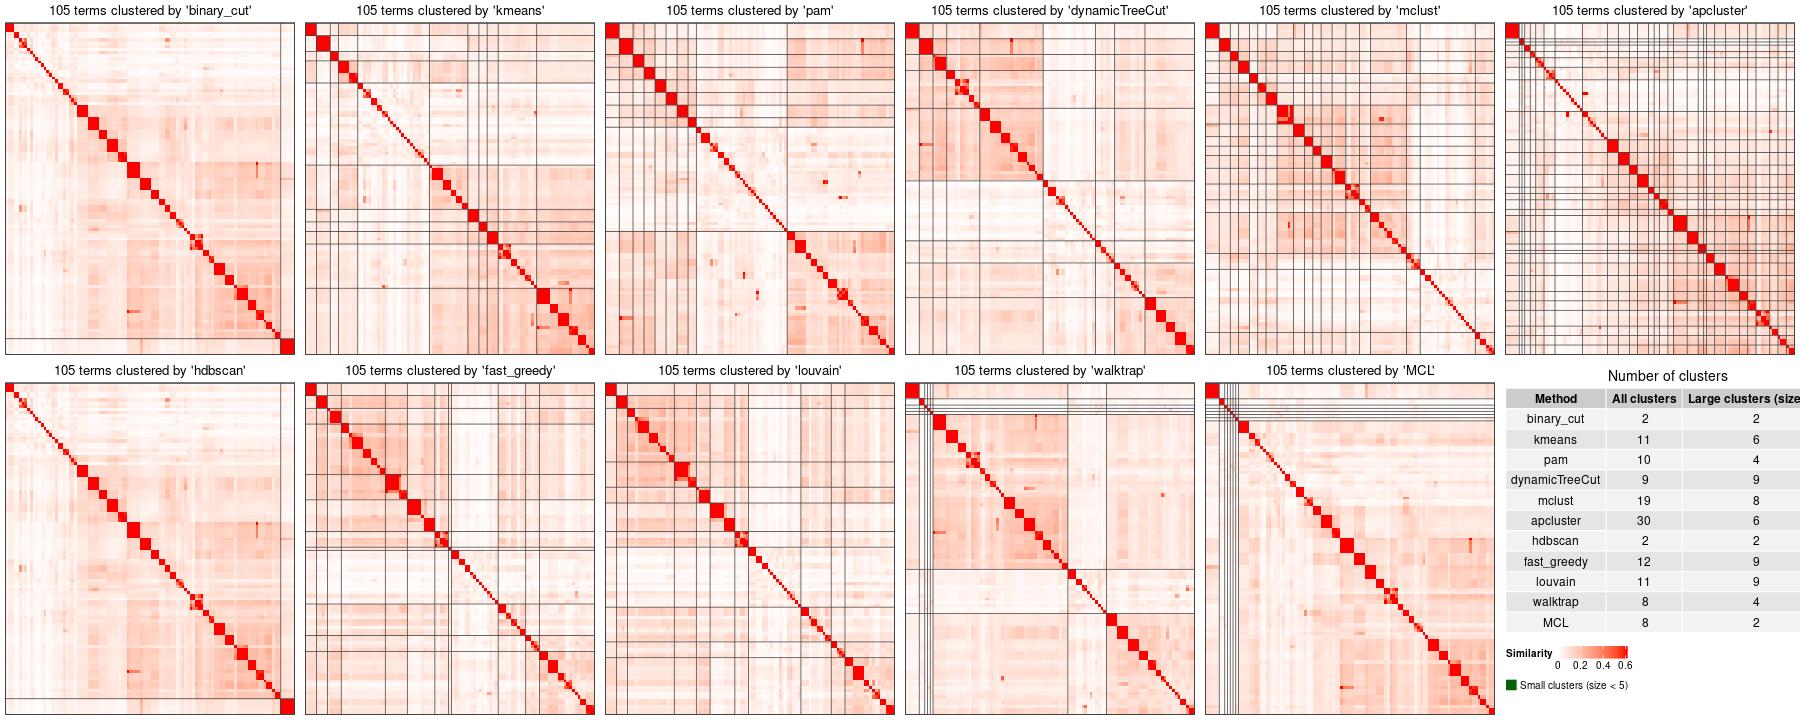 105 terms clustered by 'binary_cut'
105 terms clustered by 'kmeans'
105 terms clustered by 'pam'
105 terms clustered by 'dynamicTreeCut'
105 terms clustered by 'mclust'
105 terms clustered by 'apcluster'
105 terms clustered by 'hdbscan'
105 terms clustered by 'fast_greedy'
105 terms clustered by 'louvain'
105 terms clustered by 'walktrap'
105 terms clustered by 'MCL'
Number of clusters
Method All clusters Large clusters (size
binary_cut 2 2
kmeans 11 6
pam 10 4
dynamicTreeCut 9 9
mclust 19 8
apcluster 30 6
hdbscan 2 2
fast_greedy 12 9
louvain 11 9
walktrap 8 4
MCL 8 2
Similarity
0 0.2 0.4 0.6
Small clusters (size < 5)